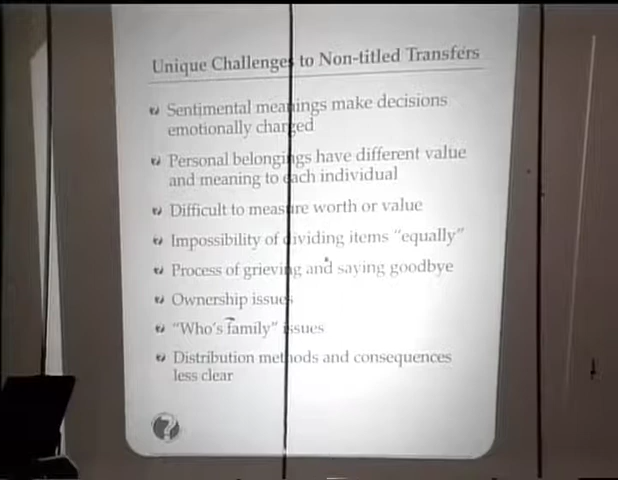 Unique Challenges to Non-titled Transfers
Sentimental meanings make decisions
emotionally charged
Personal belongings have different value
and meaning to each individual
Difficult to measure worth or value
Impossibility of dividing items “equally”
Process of grieving and saying goodbye
Ownership issues
“Who's family” issues
Distribution methods and consequences
less clear
?